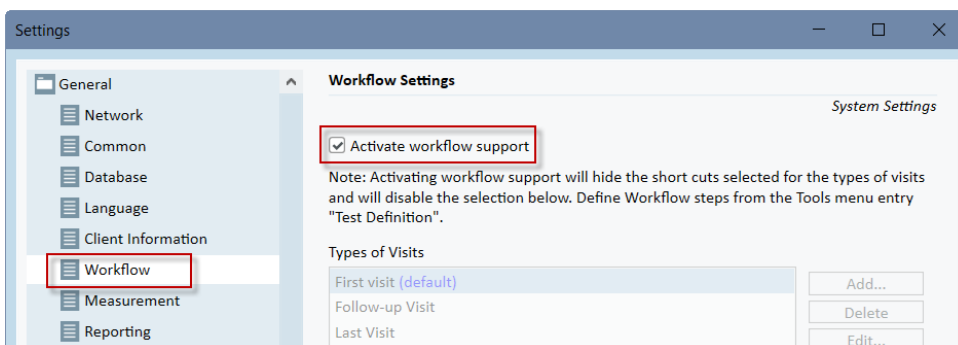 Settings
General
Network
Common
Database
Language
Client Information
Workflow
Measurement
Reporting
Workflow Settings
System Settings
Activate workflow support
Note: Activating workflow support will hide the short cuts selected for the types of visits
and will disable the selection below. Define Workflow steps from the Tools menu entry
"Test Definition".
Types of Visits
First visit (default)
Follow-up Visit
Last Visit
Add...
Delete
Edit...